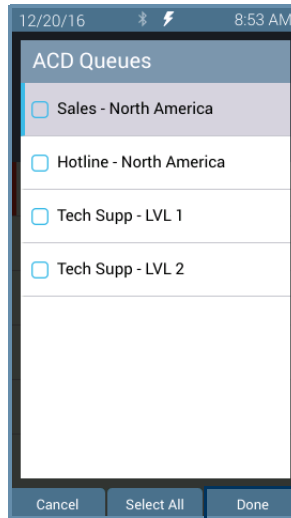 12/20/16 8:53 AM
ACD Queues
Sales - North America
Hotline - North America
Tech Supp - LVL 1
Tech Supp - LVL 2
Cancel Select All Done